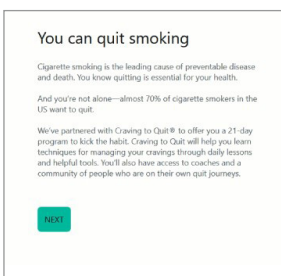 You can quit smoking
Cigarette smoking is the leading cause of preventable disease
and death. You know quitting is essential for your health.
And you're not alone—almost 70% of cigarette smokers in the
US want to quit.
We've partnered with Craving to Quit® to offer you a 21-day
program to kick the habit. Craving to Quit will help you learn
techniques for managing your cravings through daily lessons
and helpful tools. You'll also have access to coaches and a
community of people who are on their own quit journeys.
NEXT